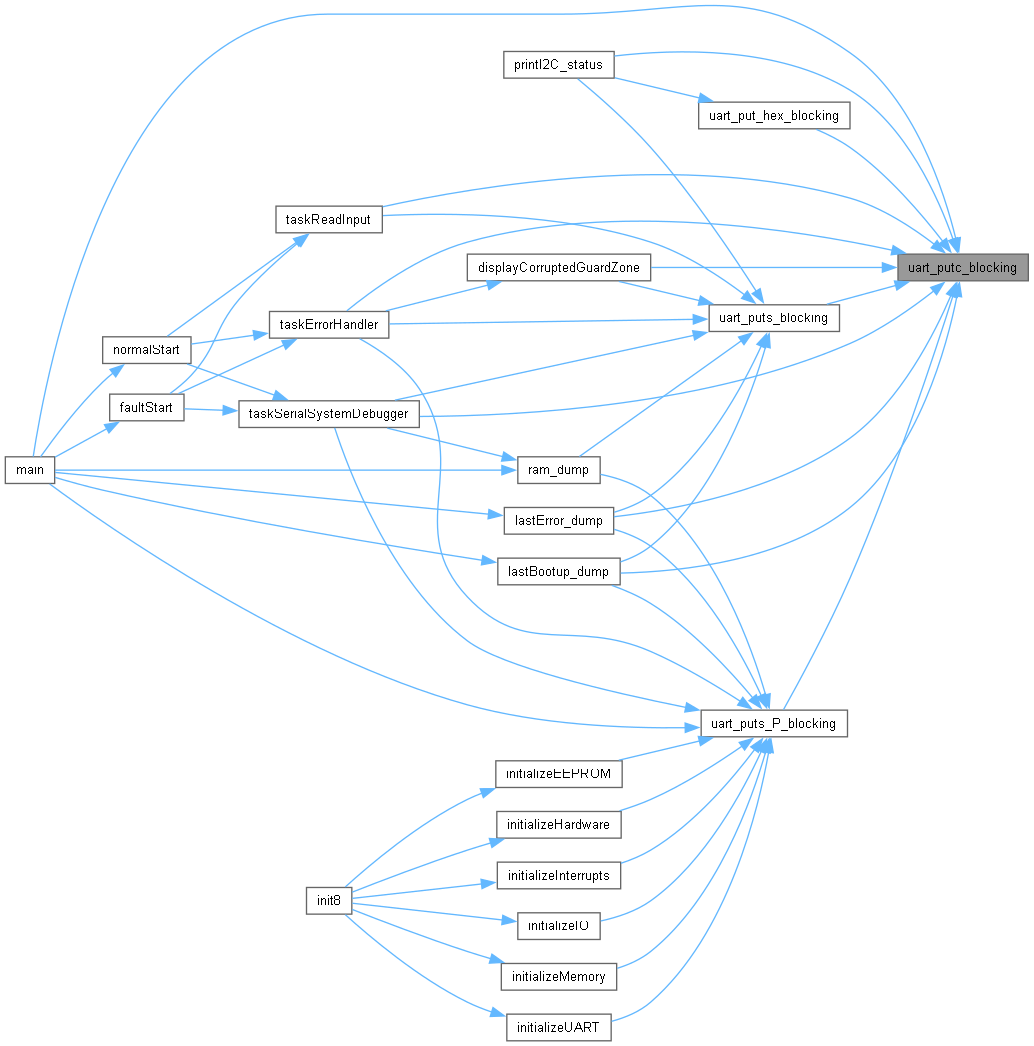 printI2C_status
uart_put_hex_blocking
taskReadInput
displayCorruptedGuardZone
uart_putc_blocking
uart_puts_blocking
taskErrorHandler
normalStart
faultStart
taskSerialSystemDebugger
main
ram_dump
lastError_dump
lastBootup_dump
uart_puts_P_blocking
initializeEEPROM
initializeHardware
initializeInterrupts
init8
initializeIO
initializeMemory
initializeUART